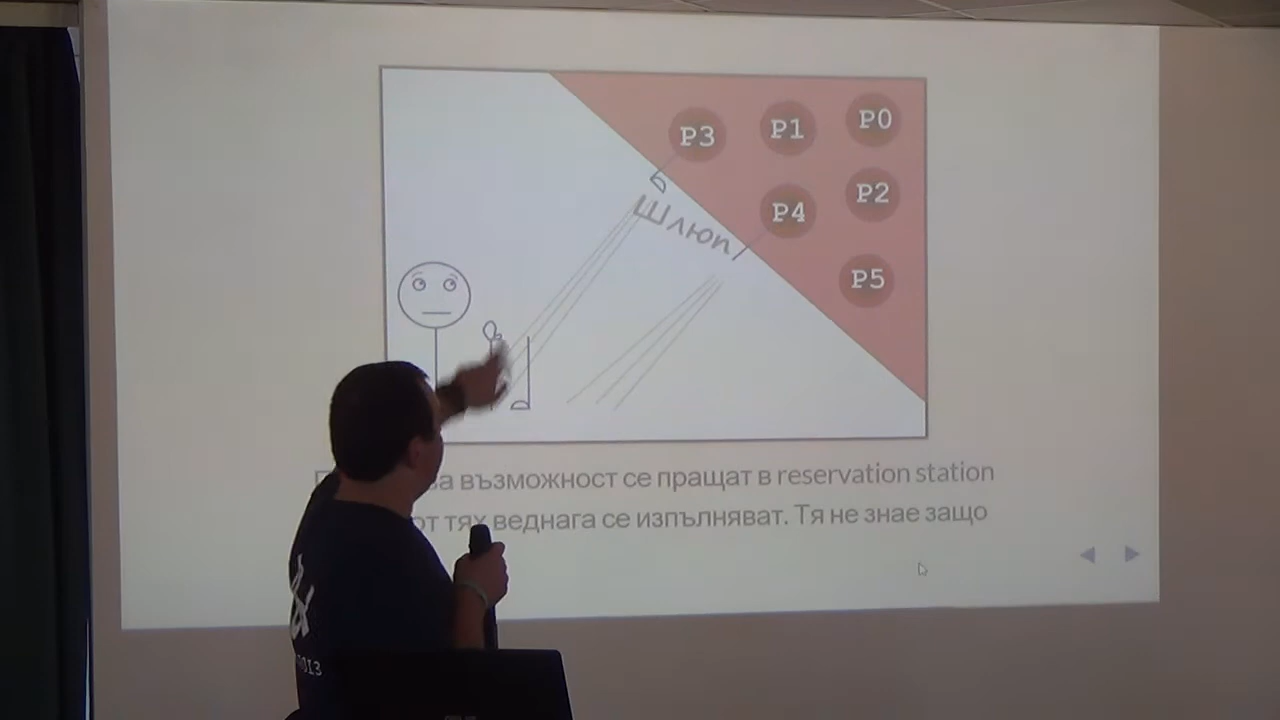 P3 P1 P0
P4 P2
P5
Шлюп
възможност се пращат в reservation station
от тях веднага се изпълняват. Тя не знае защо